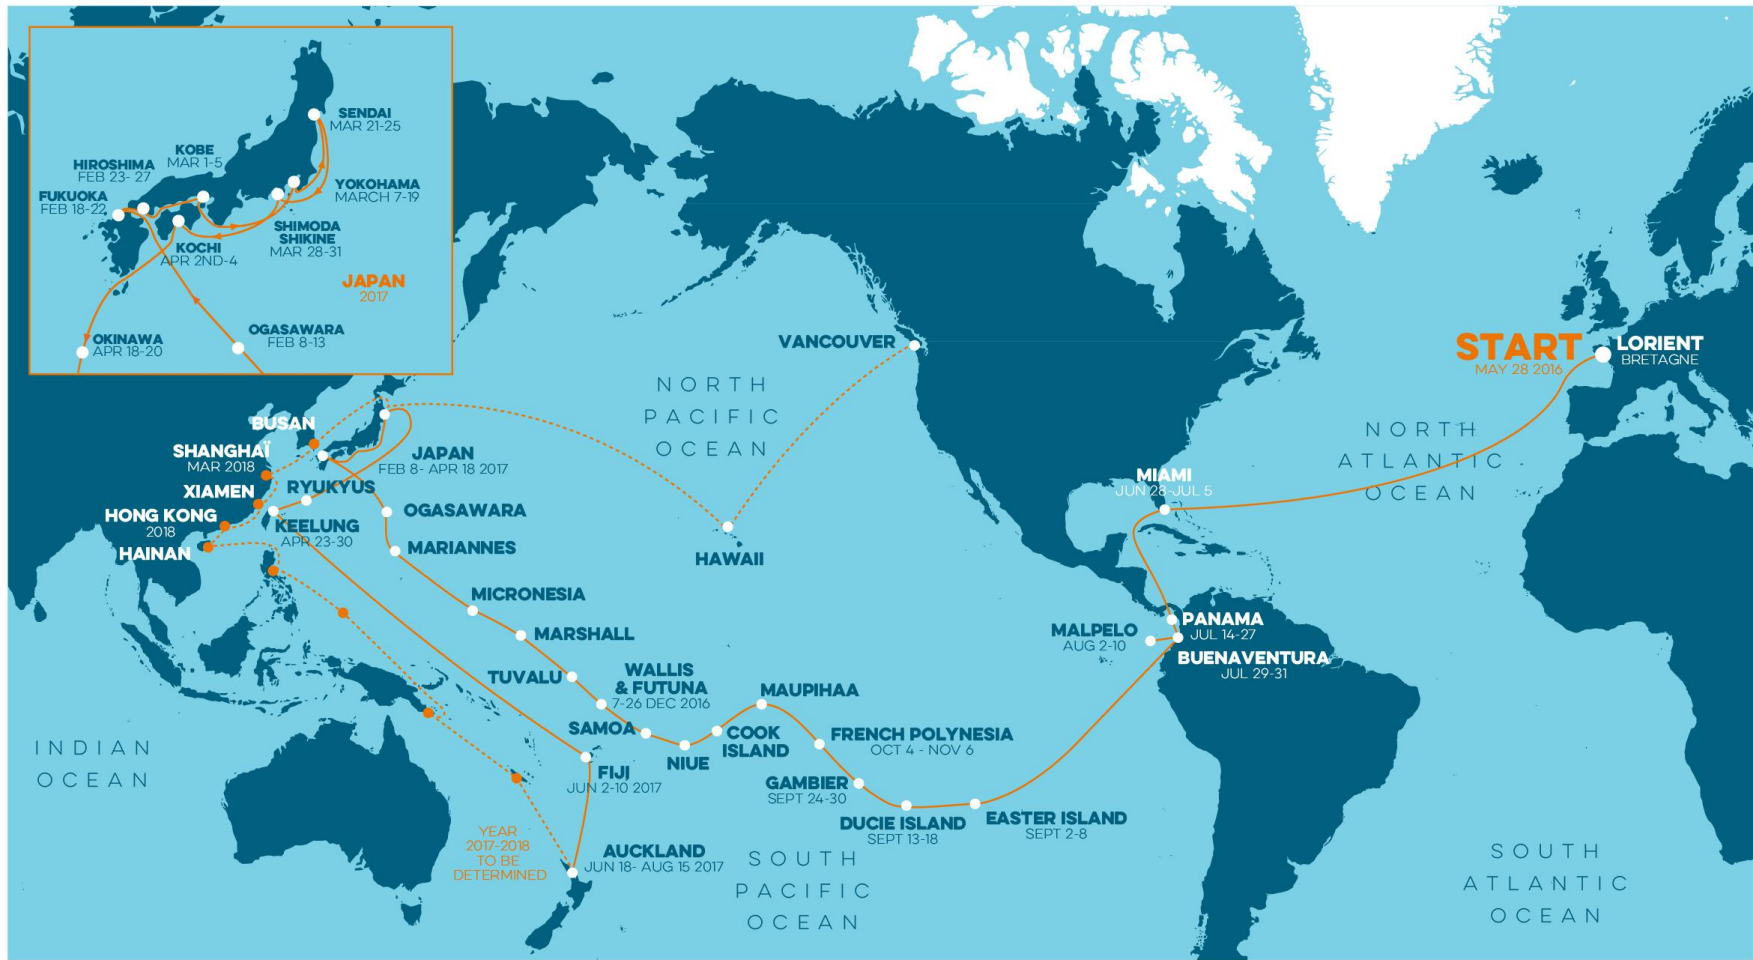 SENDAI
MAR 21-25
KOBE
MAR 1-5
HIROSHIMA
FEB 23- 27
FUKUOKA
FEB 18-22
YOKOHAMA
MARCH 7-19
SHIMODA
SHIKINE
MAR 28-31
KOCHI
APR 2ND-4
JAPAN
2017
OKINAWA
APR 18-20
OGASAWARA
FEB 8-13
VANCOUVER
START
MAY 28 2016
LORIENT
BRETAGNE
NORTH
PACIFIC
OCEAN
NORTH
ATLANTIC
OCEAN
BUSAN
SHANGHAÏ
MAR 2018
JAPAN
FEB 8- APR 18 2017
MIAMI
JUN 28-JUL 5
XIAMEN
RYUKYUS
HONG KONG
2018
KEELUNG
APR 23-30
OGASAWARA
HAINAN
MARIANNES
HAWAII
MICRONESIA
MARSHALL
MALPELO
AUG 2-10
PANAMA
JUL 14-27
BUENAVENTURA
JUL 29-31
TUVALU
WALLIS
& FUTUNA
7-26 DEC 2016
MAUPIHAA
SAMOA
COOK
ISLAND
NIUE
FRENCH POLYNESIA
OCT 4 - NOV 6
INDIAN
OCEAN
FIJI
JUN 2-10 2017
GAMBIER
SEPT 24-30
DUCIE ISLAND
SEPT 13-18
EASTER ISLAND
SEPT 2-8
YEAR
2017-2018
TO BE
DETERMINED
AUCKLAND
JUN 18- AUG 15 2017
SOUTH
PACIFIC
OCEAN
SOUTH
ATLANTIC
OCEAN